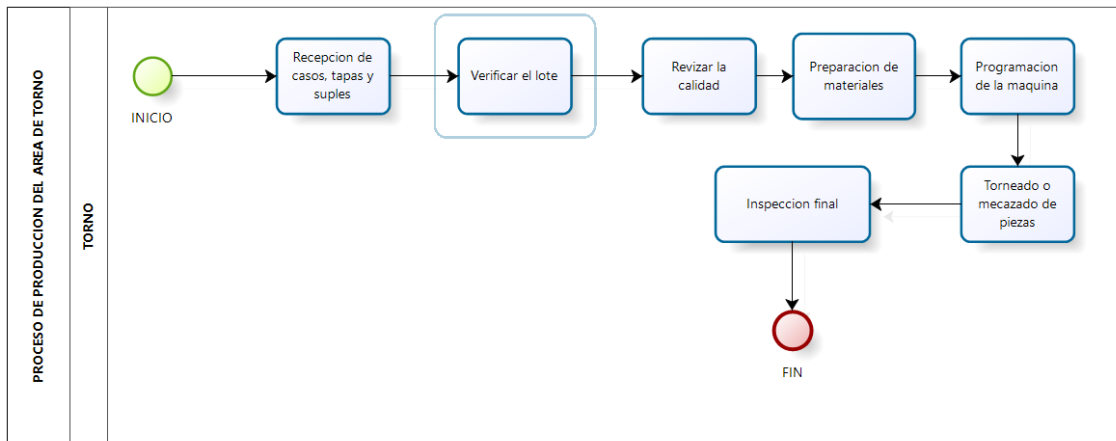 PROCESO DE PRODUCCION DEL AREA DE TORNO
TORNO
INICIO
Recepcion de
casos, tapas y
suples
Verificar el lote
Revizar la
calidad
Preparacion de
materiales
Programacion
de la maquina
Torneado o
mecazado de
piezas
Inspeccion final
FIN